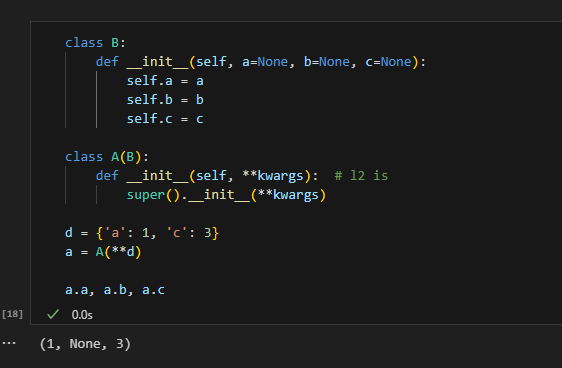 class B:
    def __init__(self, a=None, b=None, c=None):
        self.a = a
        self.b = b
        self.c = c
class A(B):
    def __init__(self, **kwargs):  # l2 is
        super().__init__(**kwargs)
d = {'a': 1, 'c': 3}
a = A(**d)
a.a, a.b, a.c
[18] ✓ 0.0s
... (1, None, 3)